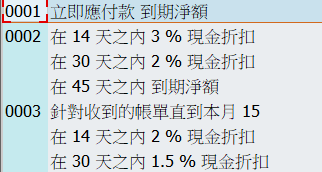 0001 立即應付款 到期淨額
0002 在 14 天之內 3 % 現金折扣
在 30 天之內 2 % 現金折扣
在 45 天之內 到期淨額
0003 針對收到的帳單直到本月 15
在 14 天之內 2 % 現金折扣
在 30 天之內 1.5 % 現金折扣